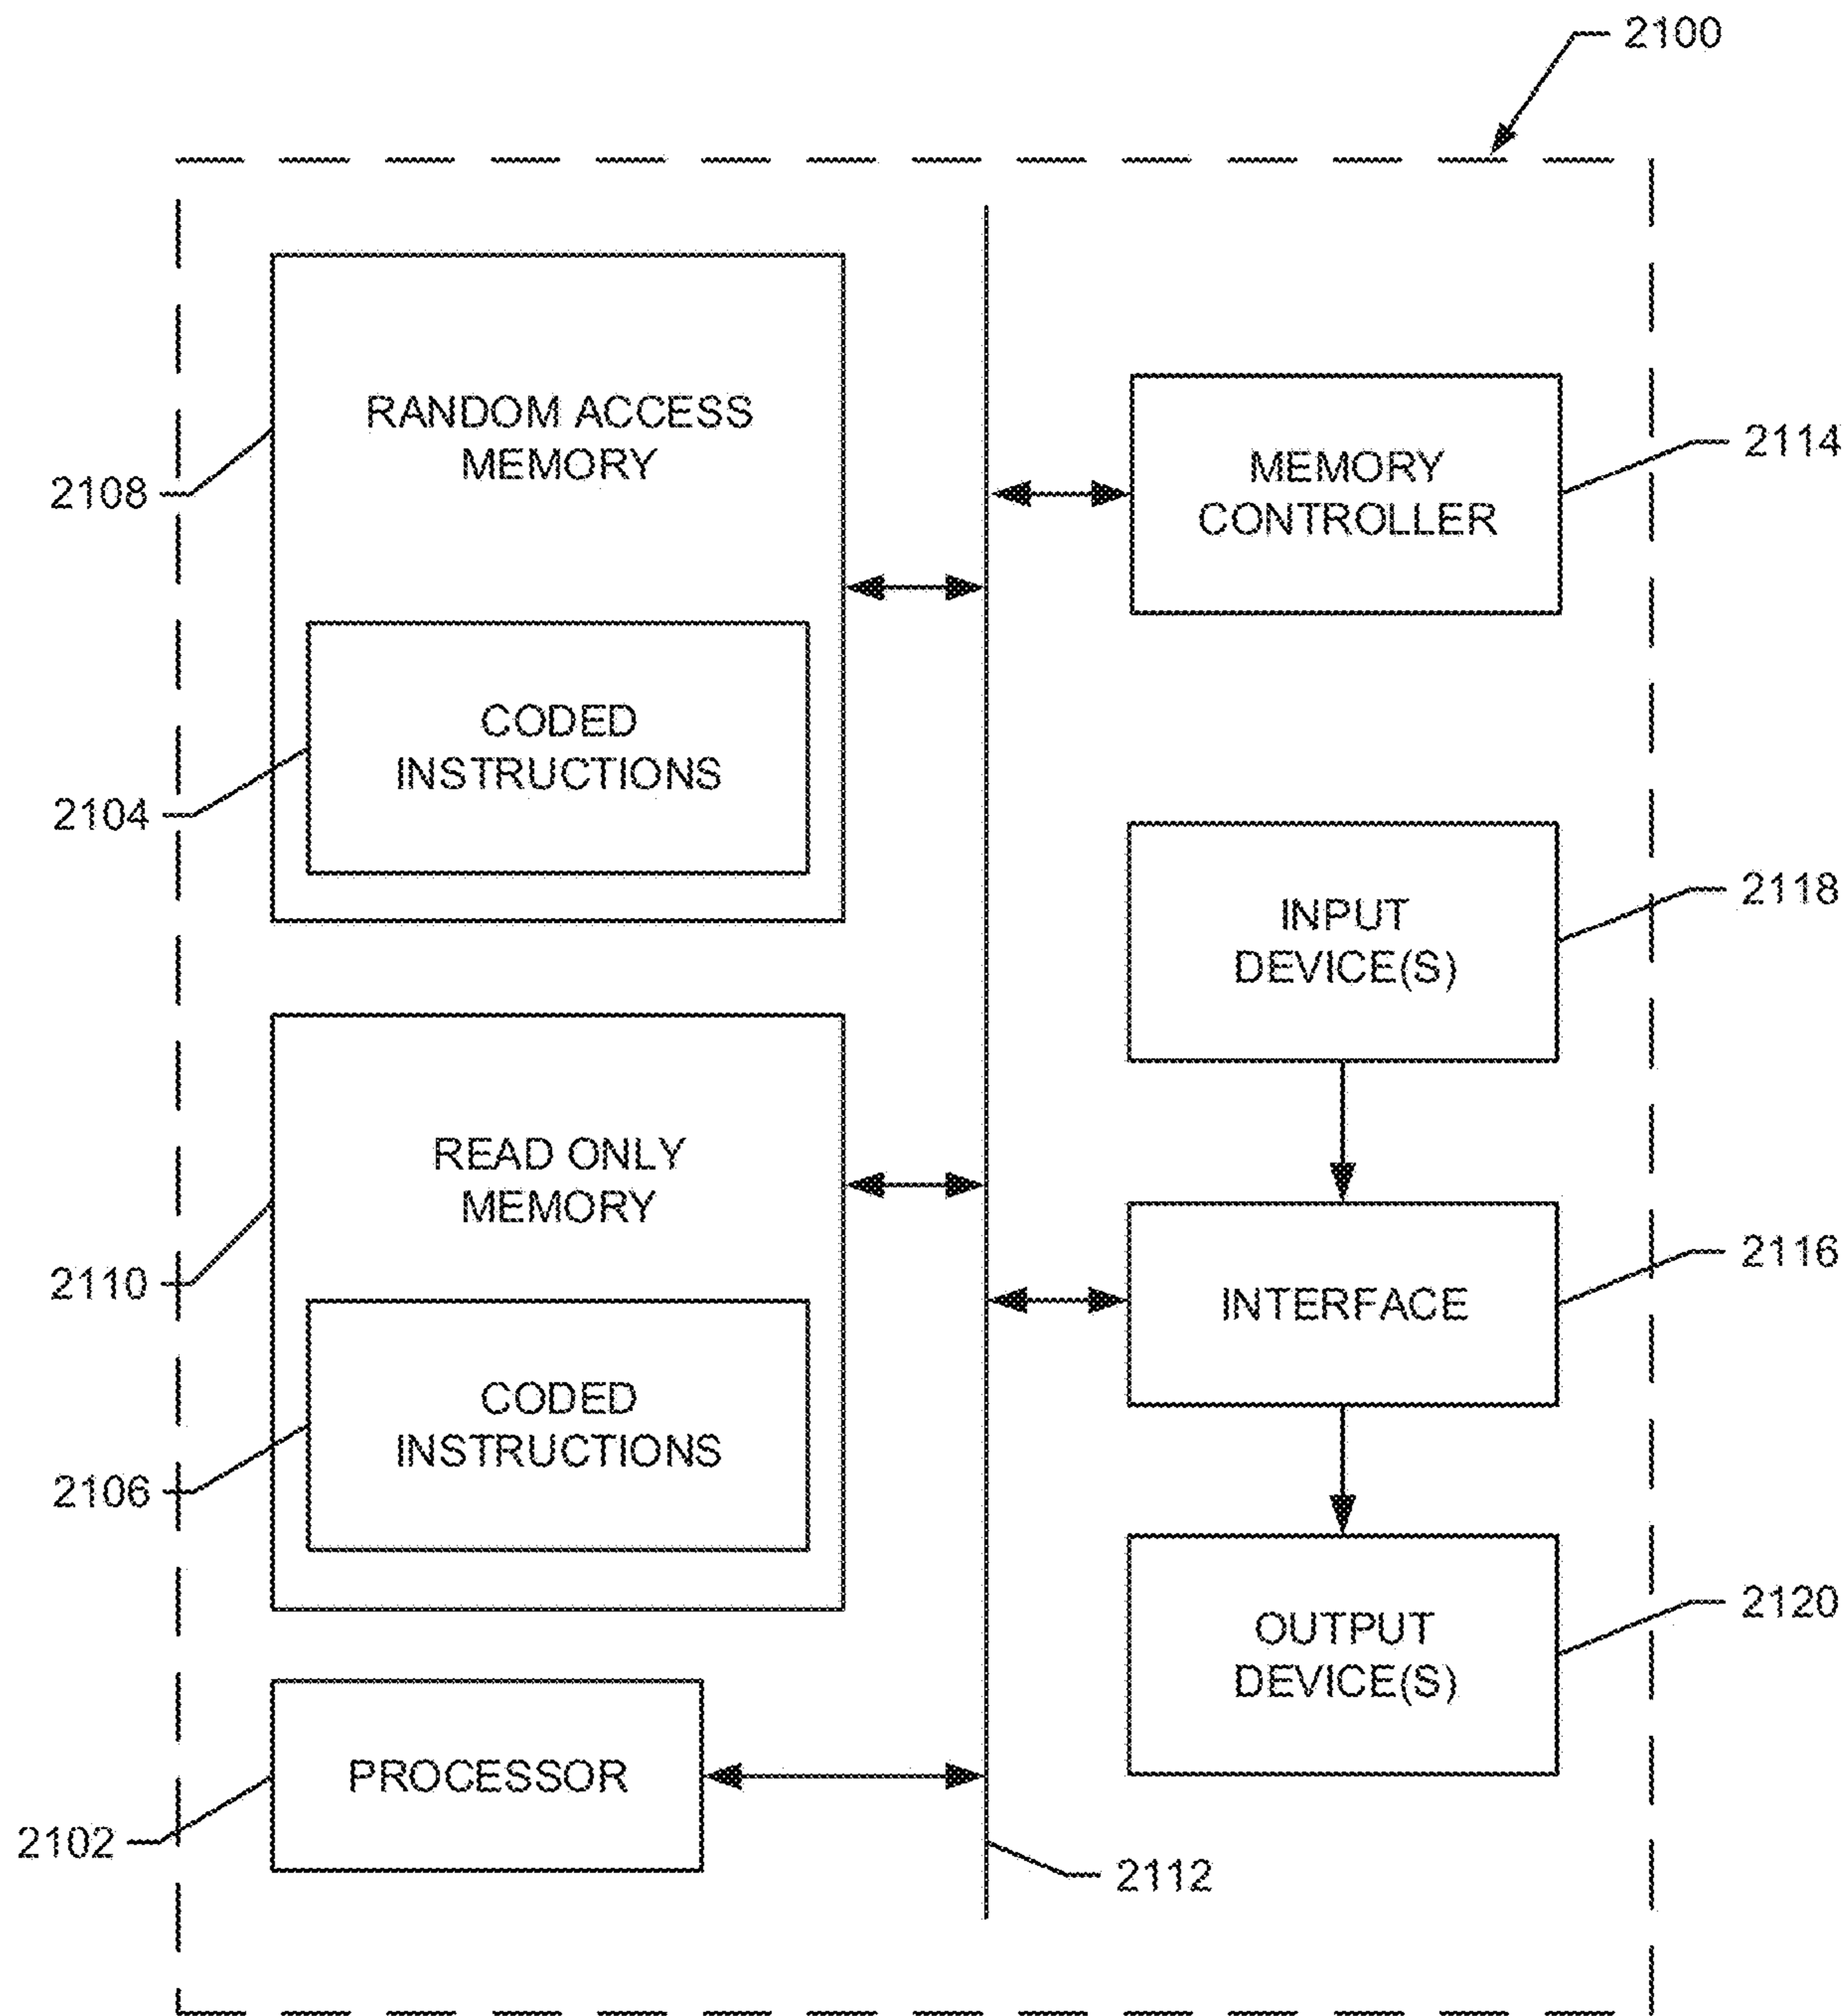 2100
RANDOM ACCESS
MEMORY
2108
CODED
INSTRUCTIONS
2104
READ ONLY
MEMORY
2110
CODED
INSTRUCTIONS
2106
PROCESSOR
2102
2112
MEMORY
CONTROLLER
2114
INPUT
DEVICE(S)
2118
INTERFACE
2116
OUTPUT
DEVICE(S)
2120